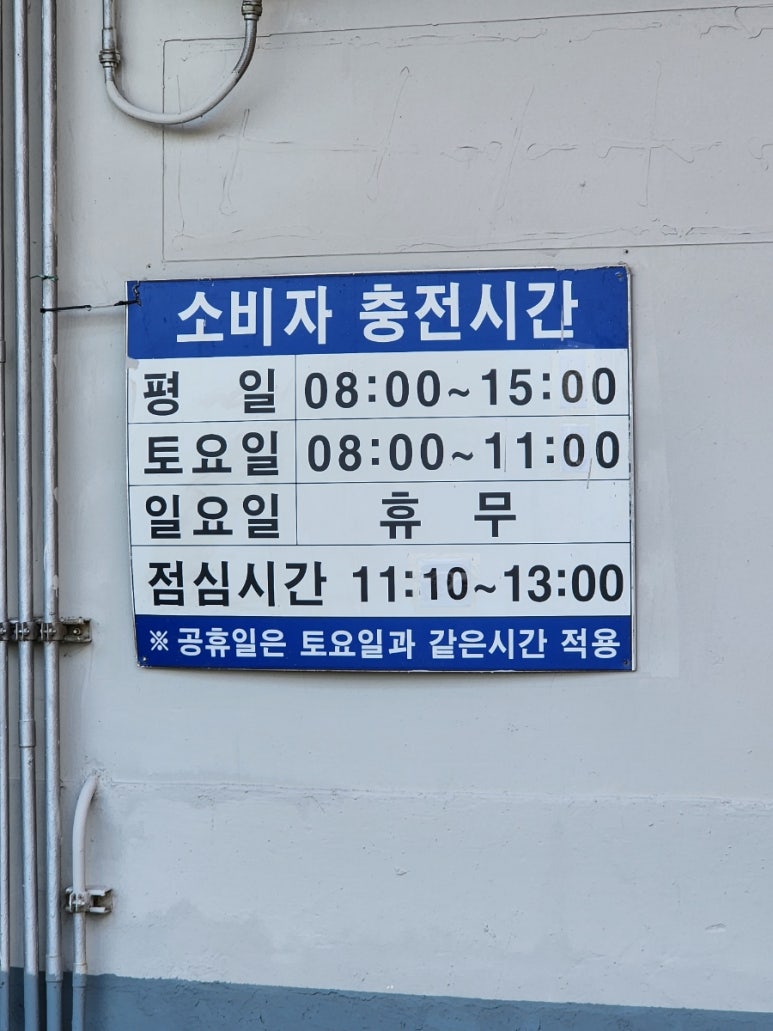 소비자 충전시간
평 일 08:00~15:00
토요일 08:00~11:00
일요일 휴 무
점심시간 11:10~13:00
※ 공휴일은 토요일과 같은시간 적용